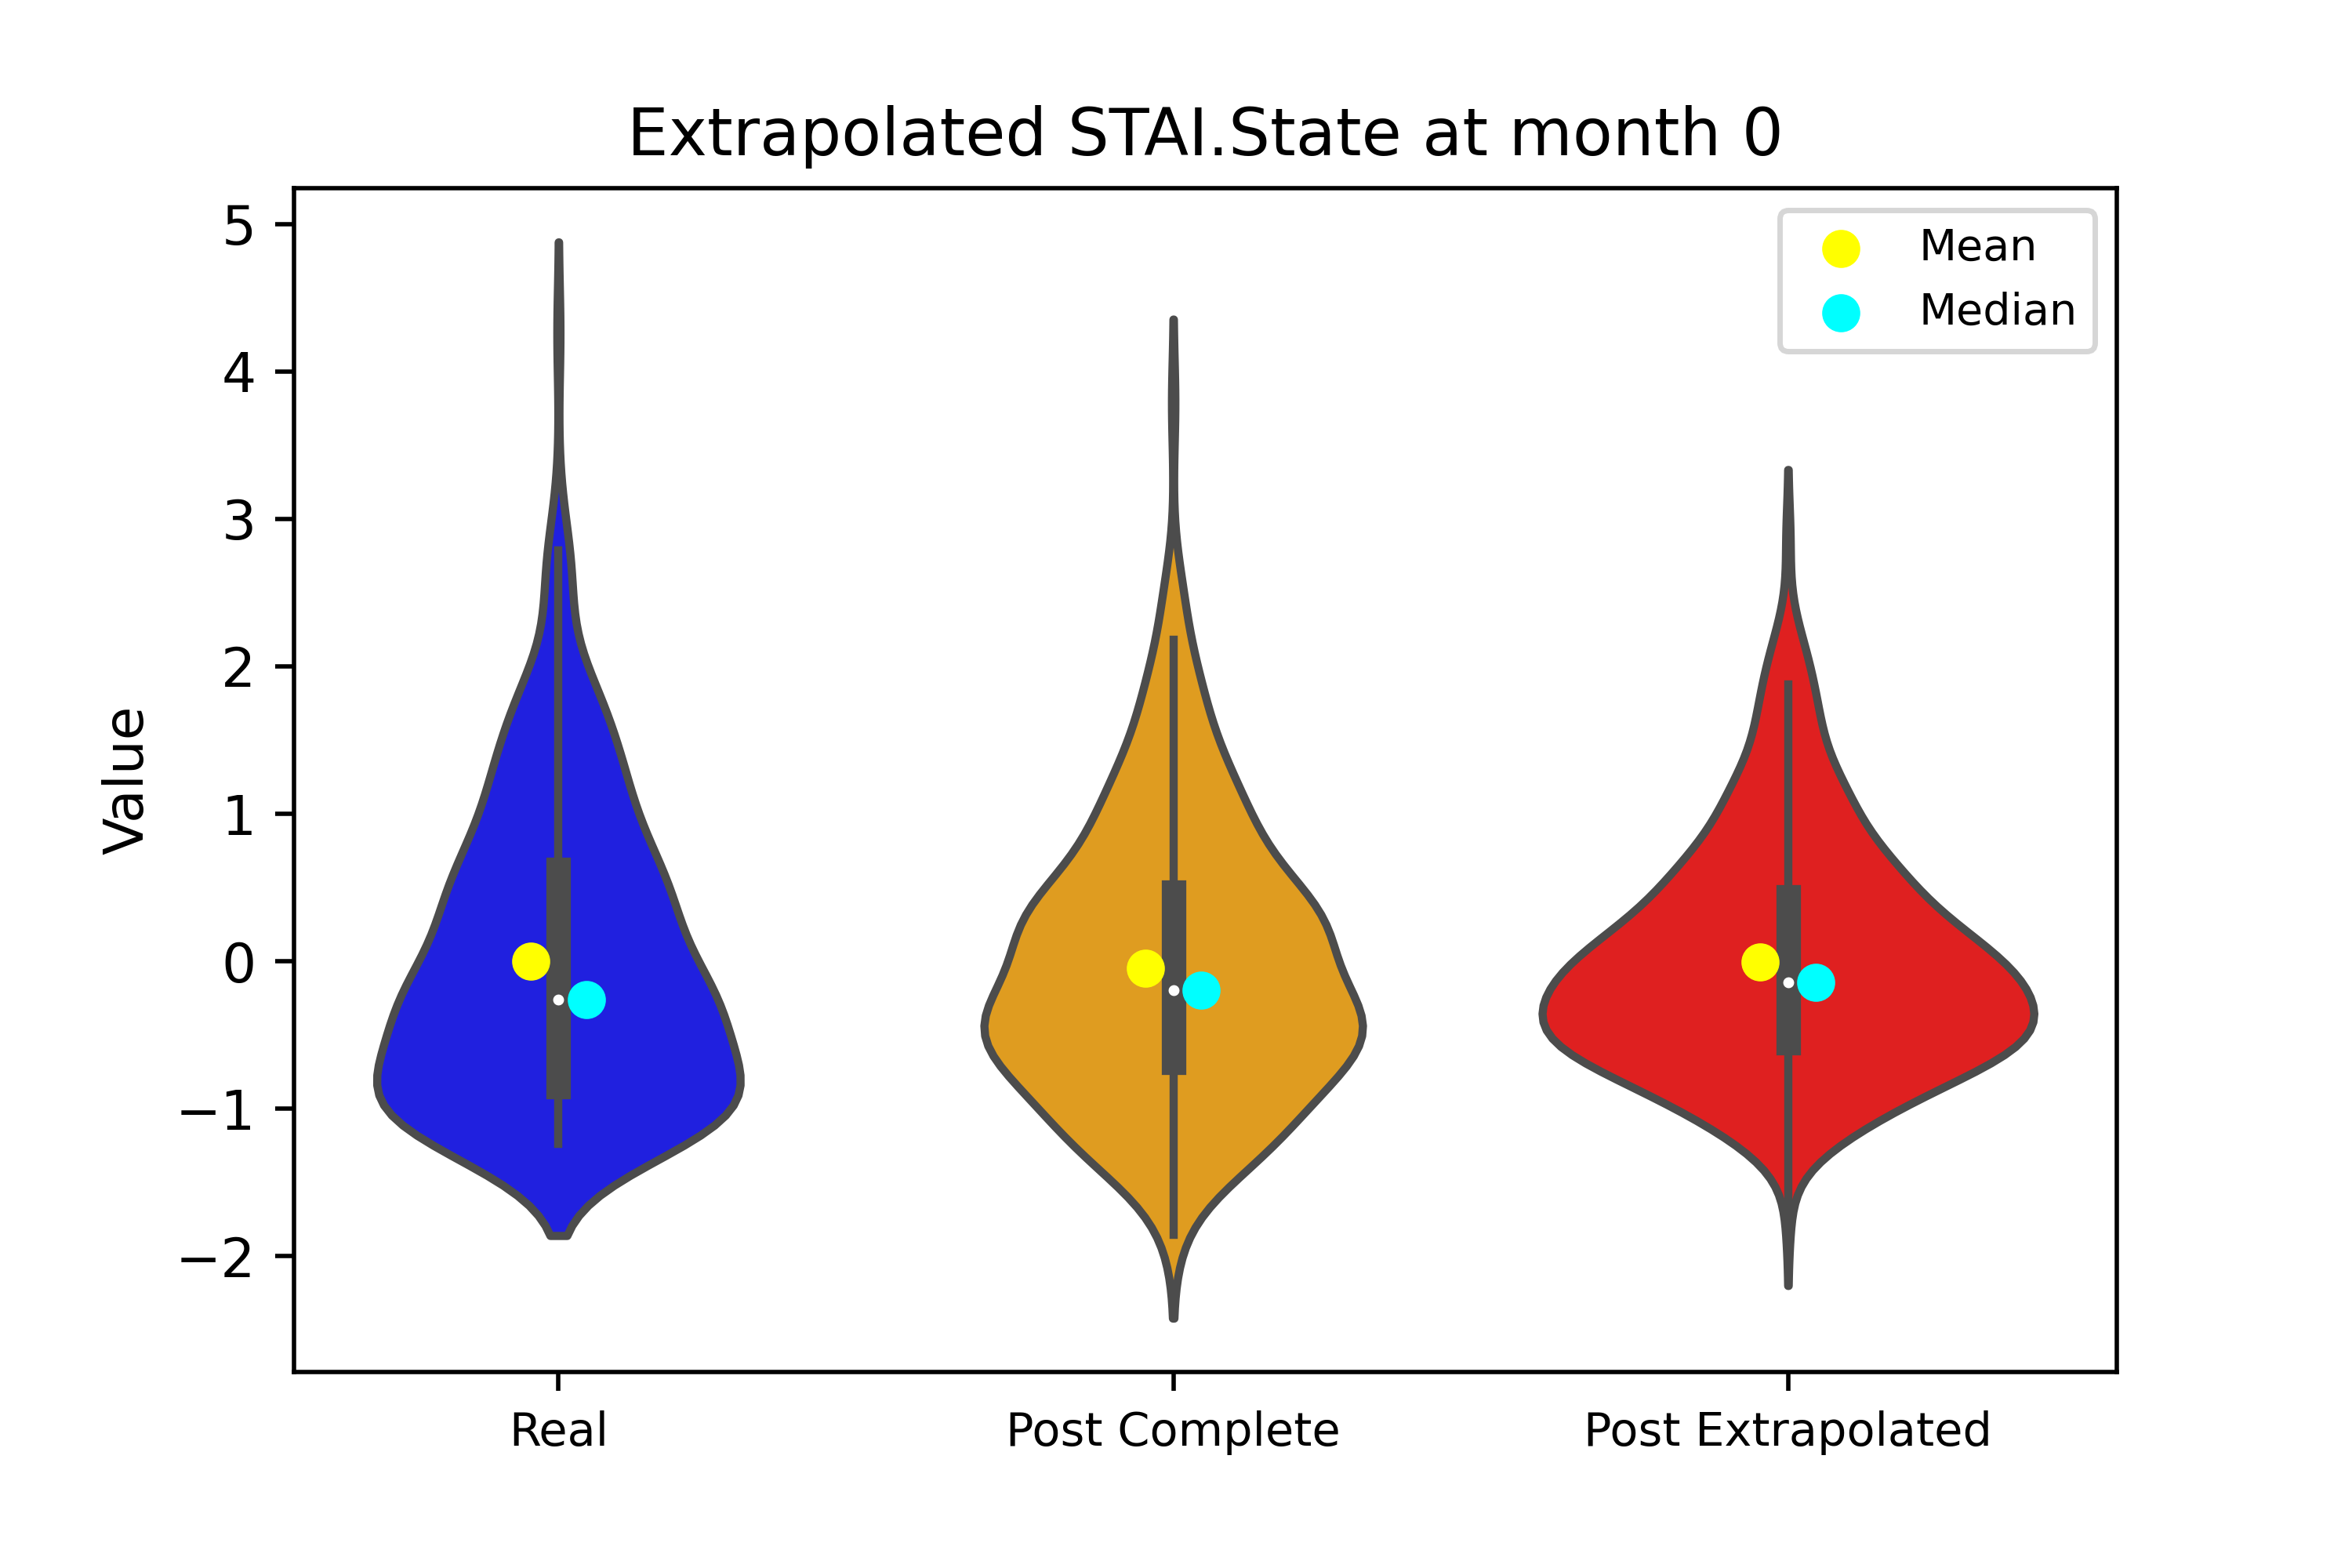 Extrapolated STAI.State at month 0
Mean
Median
5
4
3
2
1
0
−1
−2
Value
Real
Post Complete
Post Extrapolated